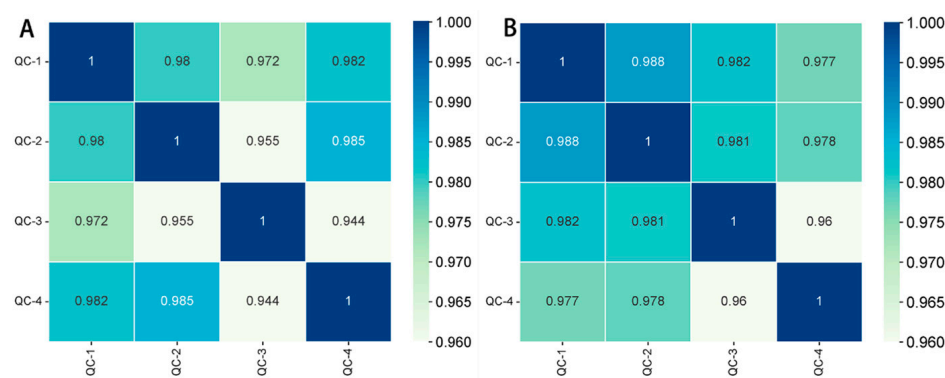 A
QC-1 1 0.98 0.972 0.982
QC-2 0.98 1 0.955 0.985
QC-3 0.972 0.955 1 0.944
QC-4 0.982 0.985 0.944 1
QC-1 QC-2 QC-3 QC-4
1.000
0.995
0.990
0.985
0.980
0.975
0.970
0.965
0.960
B
QC-1 1 0.988 0.982 0.977
QC-2 0.988 1 0.981 0.978
QC-3 0.982 0.981 1 0.96
QC-4 0.977 0.978 0.96 1
QC-1 QC-2 QC-3 QC-4
1.000
0.995
0.990
0.985
0.980
0.975
0.970
0.965
0.960